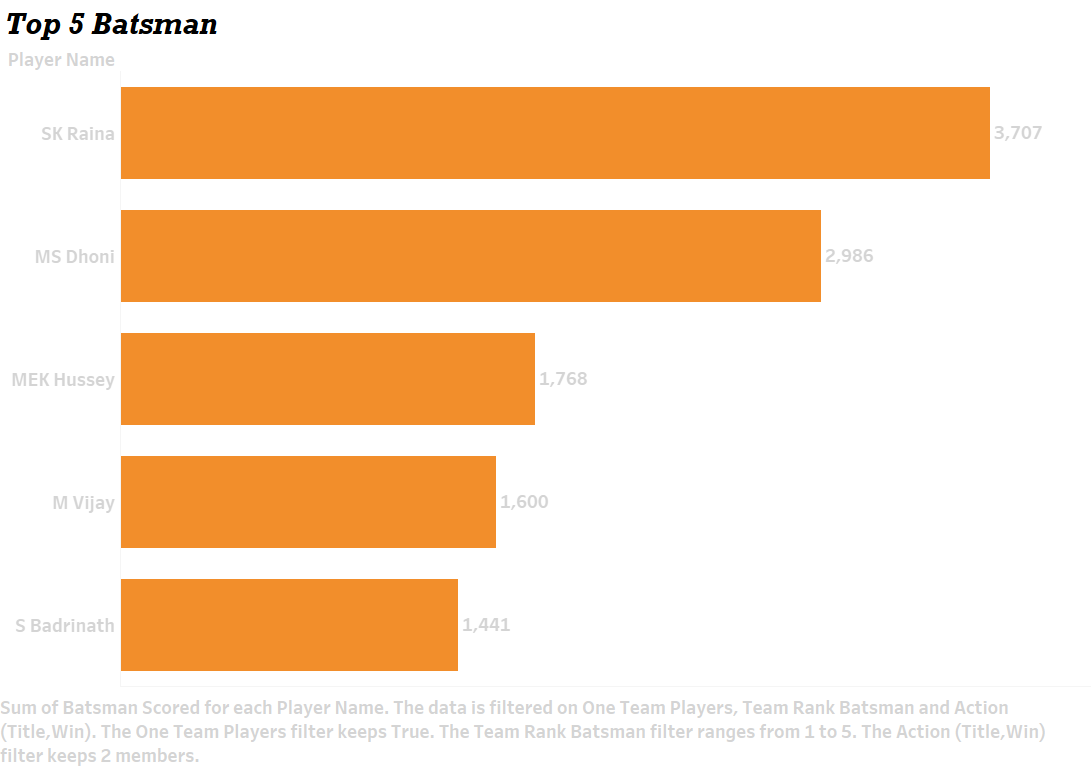 Top 5 Batsman
Player Name
SK Raina 3,707
MS Dhoni 2,986
MEK Hussey 1,768
M Vijay 1,600
S Badrinath 1,441
Sum of Batsman Scored for each Player Name. The data is filtered on One Team Players, Team Rank Batsman and Action
(Title,Win). The One Team Players filter keeps True. The Team Rank Batsman filter ranges from 1 to 5. The Action (Title,Win)
filter keeps 2 members.